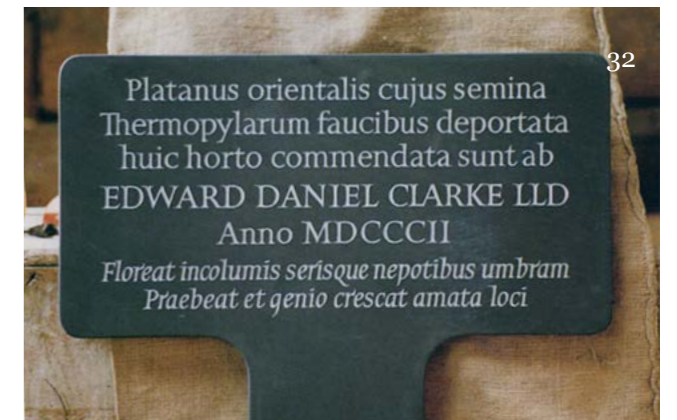 32
Platanus orientalis cujus semina
Thermopylarum faucibus deportata
huic horto commendata sunt ab
EDWARD DANIEL CLARKE LLD
Anno MDCCCII
Floreat incolumis serisque nepotibus umbram
Praebeat et genio crescat amata loci